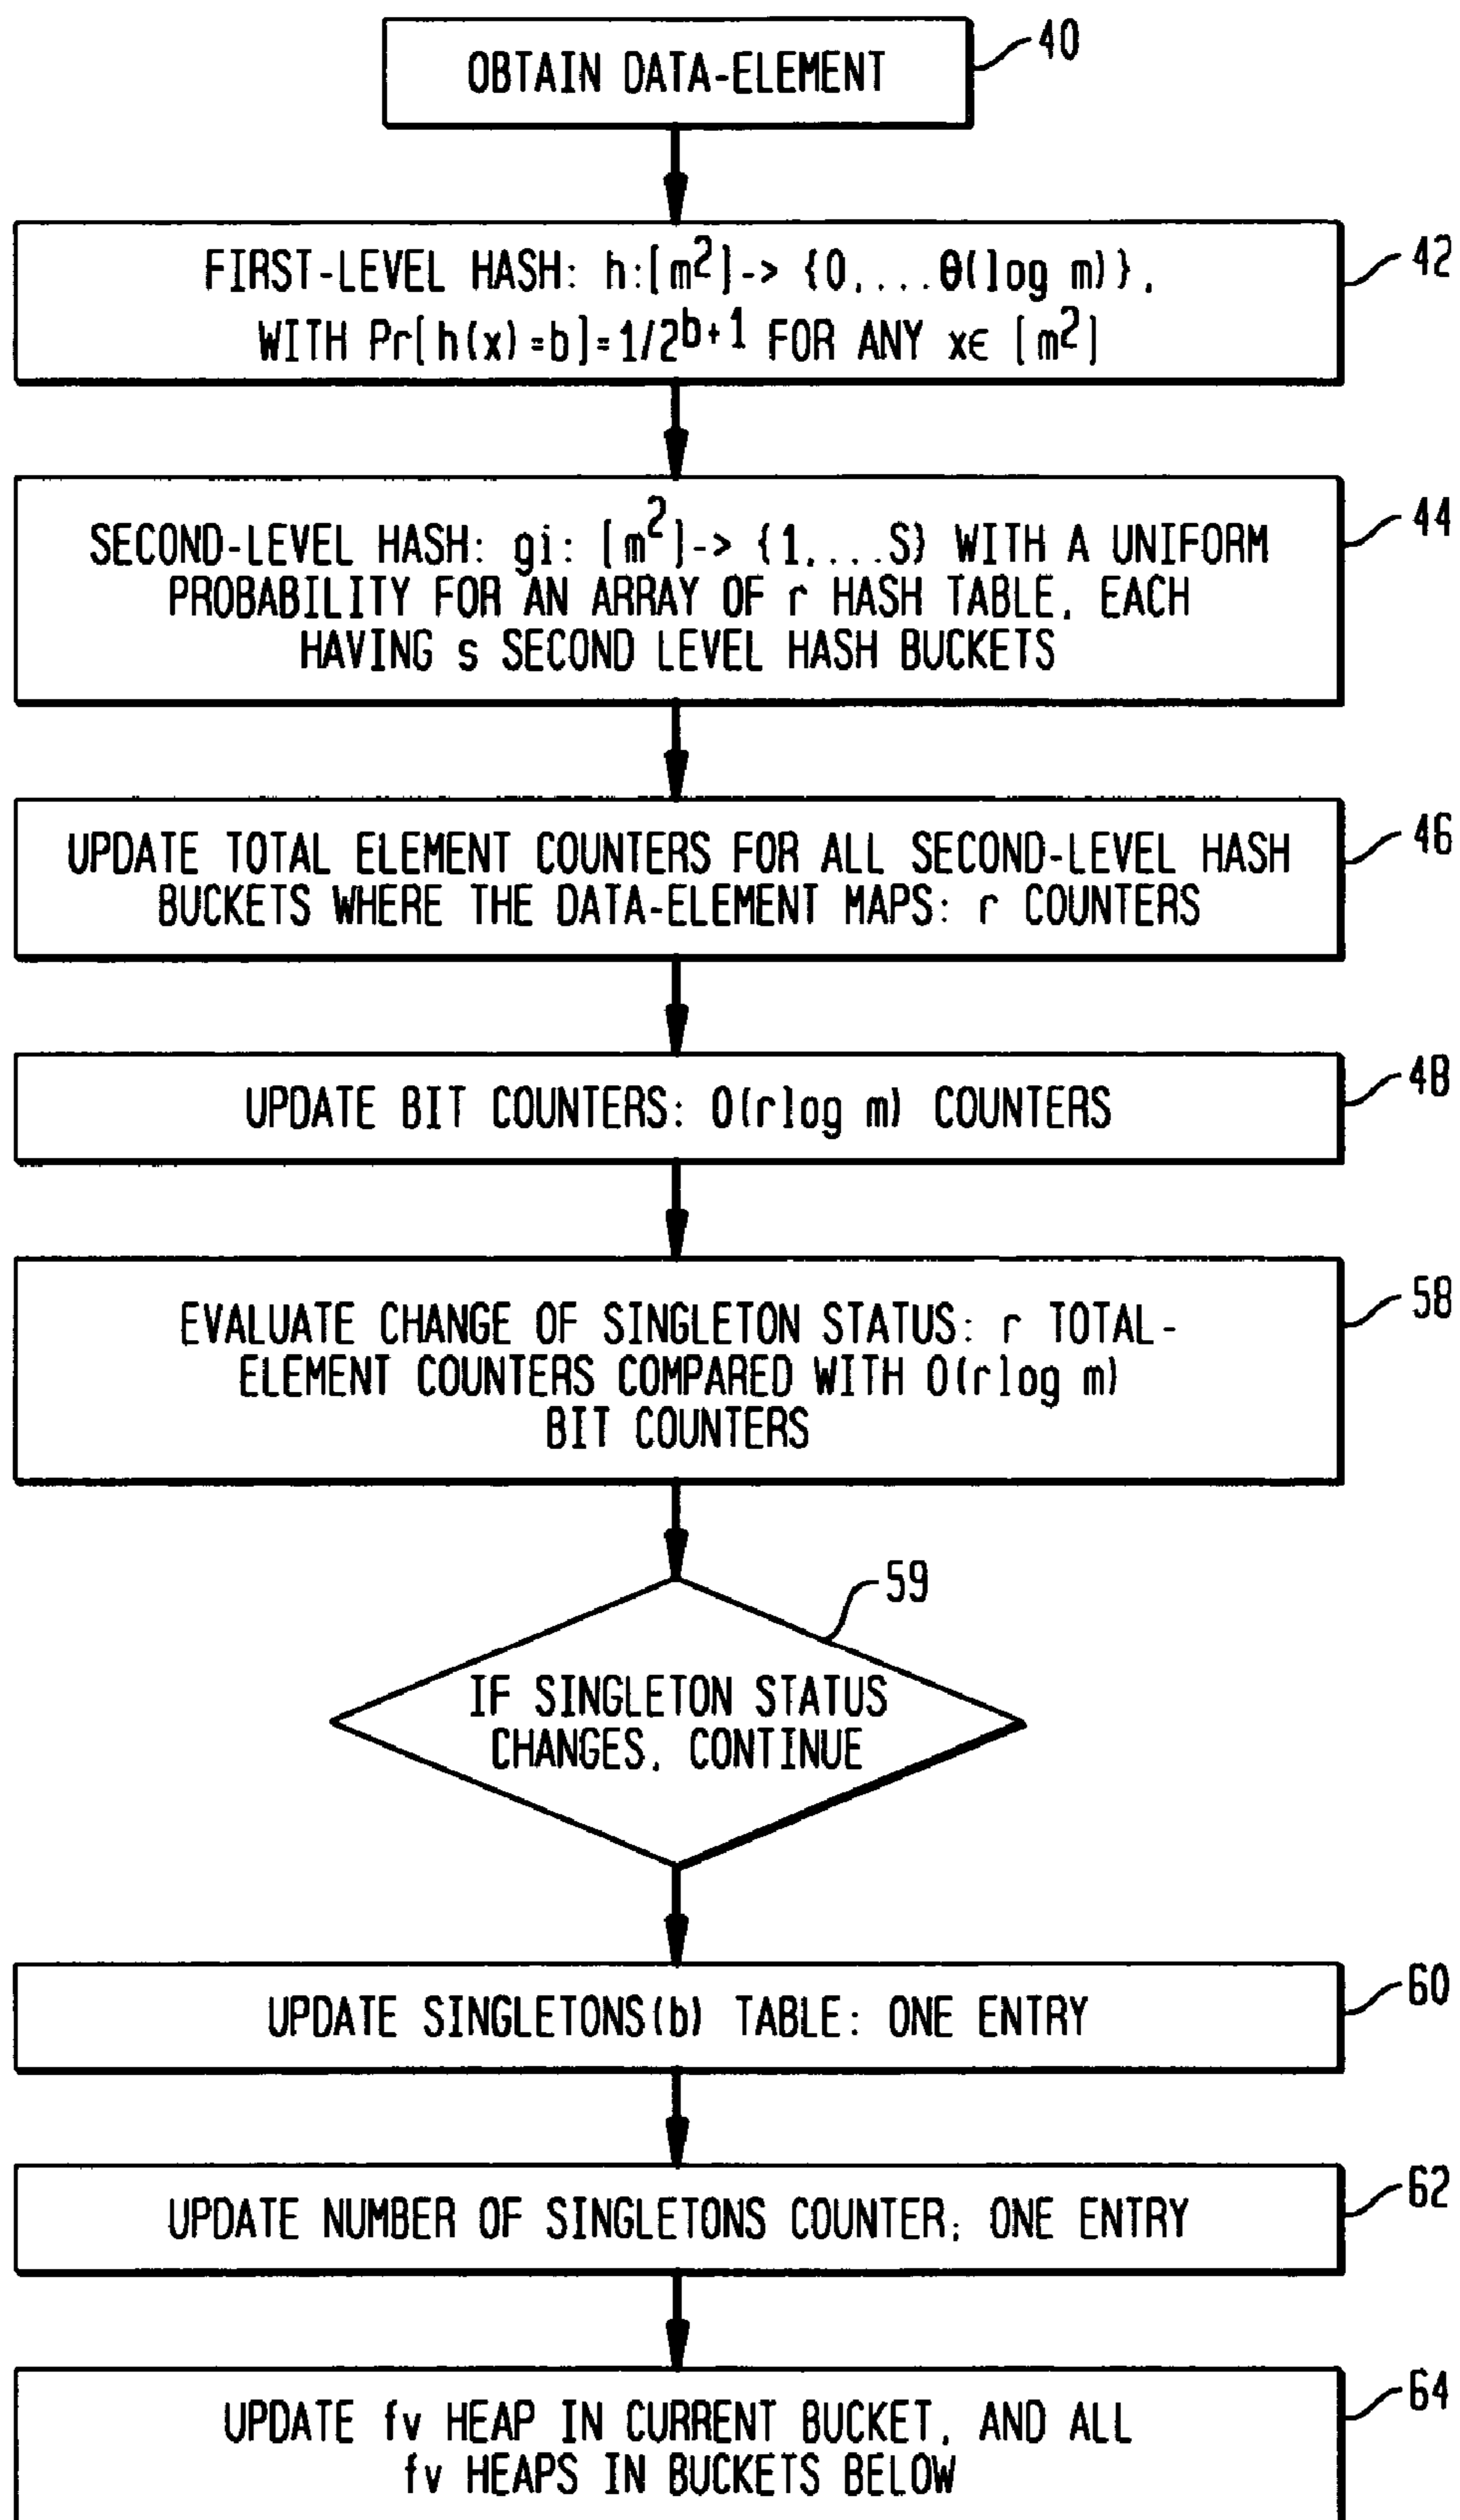 OBTAIN DATA-ELEMENT
40
FIRST-LEVEL HASH: h:[m²]-> {0,...θ(log m)},
WITH Pr[h(x)=b]=1/2^b+1 FOR ANY x∈ [m²]
42
SECOND-LEVEL HASH: gi: [m²]-> {1,...S} WITH A UNIFORM
PROBABILITY FOR AN ARRAY OF r HASH TABLE, EACH
HAVING s SECOND LEVEL HASH BUCKETS
44
UPDATE TOTAL ELEMENT COUNTERS FOR ALL SECOND-LEVEL HASH
BUCKETS WHERE THE DATA-ELEMENT MAPS: r COUNTERS
46
UPDATE BIT COUNTERS: O(rlog m) COUNTERS
48
EVALUATE CHANGE OF SINGLETON STATUS: r TOTAL-
ELEMENT COUNTERS COMPARED WITH O(rlog m)
BIT COUNTERS
58
59
IF SINGLETON STATUS
CHANGES, CONTINUE
UPDATE SINGLETONS(b) TABLE: ONE ENTRY
60
UPDATE NUMBER OF SINGLETONS COUNTER; ONE ENTRY
62
UPDATE fv HEAP IN CURRENT BUCKET, AND ALL
fv HEAPS IN BUCKETS BELOW
64